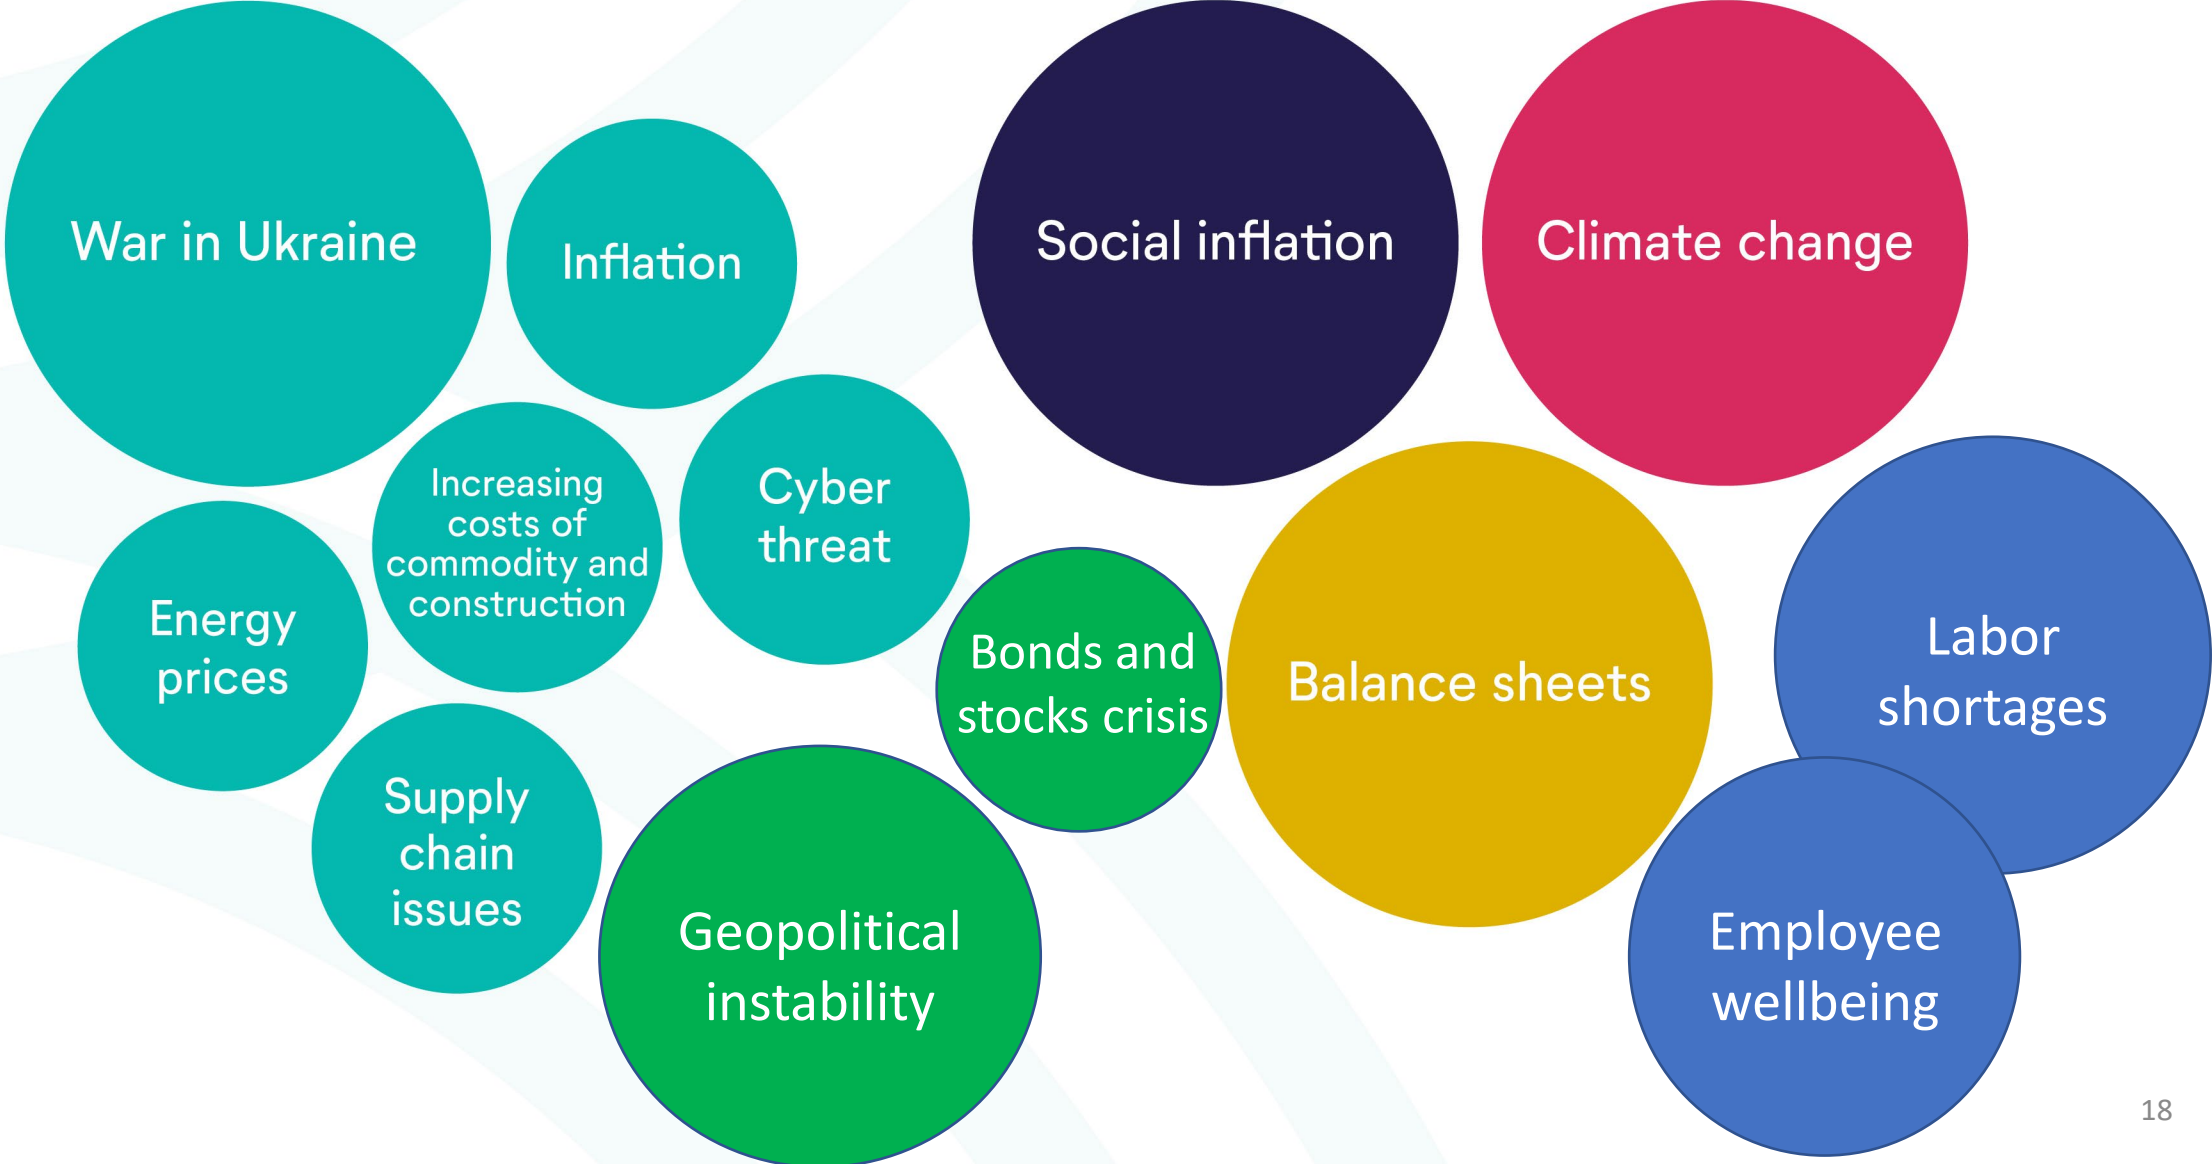 War in Ukraine
Inflation
Social inflation
Climate change
Increasing
costs of
commodity and
construction
Cyber
threat
Energy
prices
Bonds and
stocks crisis
Balance sheets
Labor
shortages
Supply
chain
issues
Geopolitical
instability
Employee
wellbeing
18